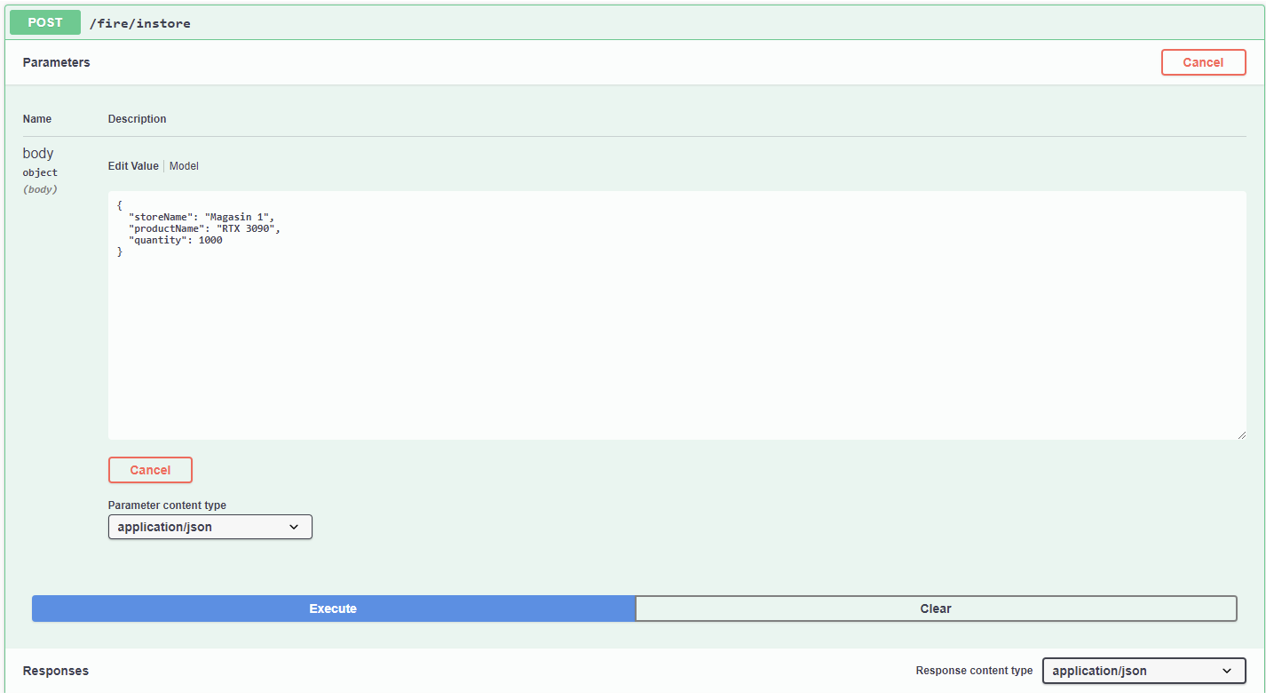 POST /fire/instore
Parameters
Cancel
Name Description
body
object
(body)
Edit Value | Model
{
  "storeName": "Magasin 1",
  "productName": "RTX 3090",
  "quantity": 1000
}
Cancel
Parameter content type
application/json
Execute Clear
Responses Response content type application/json